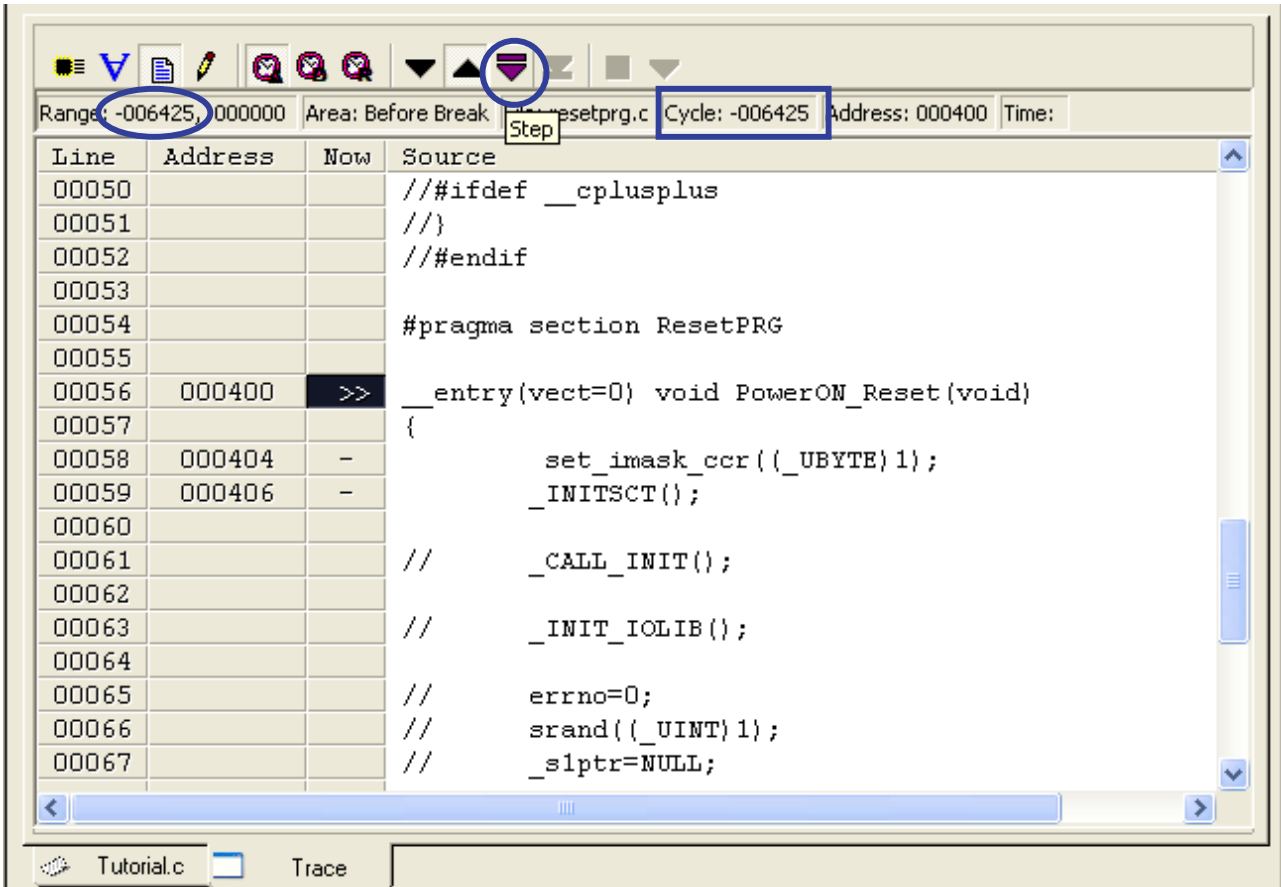 Range: -006425, 000000 Area: Before Break resetprg.c Cycle: -006425 Address: 000400 Time:
Step
Line Address Now Source
00050 //#ifdef __cplusplus
00051 //}
00052 //#endif
00053
00054 #pragma section ResetPRG
00055
00056 000400 >> __entry(vect=0) void PowerON_Reset(void)
00057 {
00058 000404 - set_imask_ccr((_UBYTE)1);
00059 000406 - _INITSCT();
00060
00061 // _CALL_INIT();
00062
00063 // _INIT_IOLIB();
00064
00065 // errno=0;
00066 // srand((_UINT)1);
00067 // _s1ptr=NULL;
Tutorial.c Trace